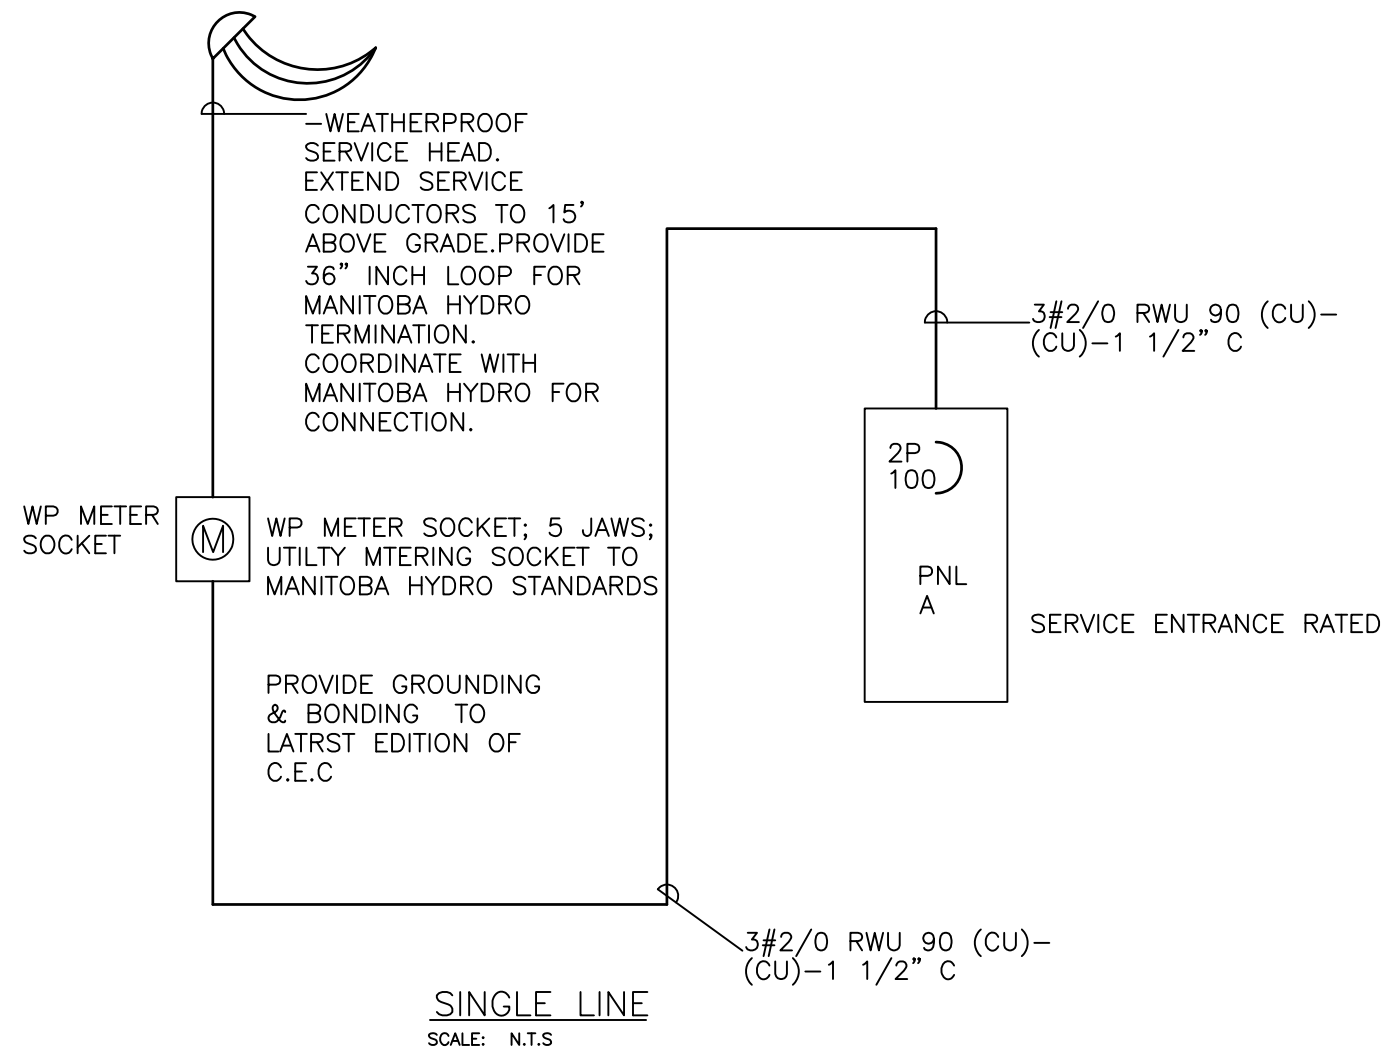 –WEATHERPROOF
SERVICE HEAD.
EXTEND SERVICE
CONDUCTORS TO 15'
ABOVE GRADE.PROVIDE
36" INCH LOOP FOR
MANITOBA HYDRO
TERMINATION.
COORDINATE WITH
MANITOBA HYDRO FOR
CONNECTION.
3#2/0 RWU 90 (CU)–
(CU)–1 1/2" C
2P
100
PNL
A
SERVICE ENTRANCE RATED
WP METER
SOCKET
M
WP METER SOCKET; 5 JAWS;
UTILTY MTERING SOCKET TO
MANITOBA HYDRO STANDARDS
PROVIDE GROUNDING
& BONDING TO
LATRST EDITION OF
C.E.C
3#2/0 RWU 90 (CU)–
(CU)–1 1/2" C
SINGLE LINE
SCALE: N.T.S